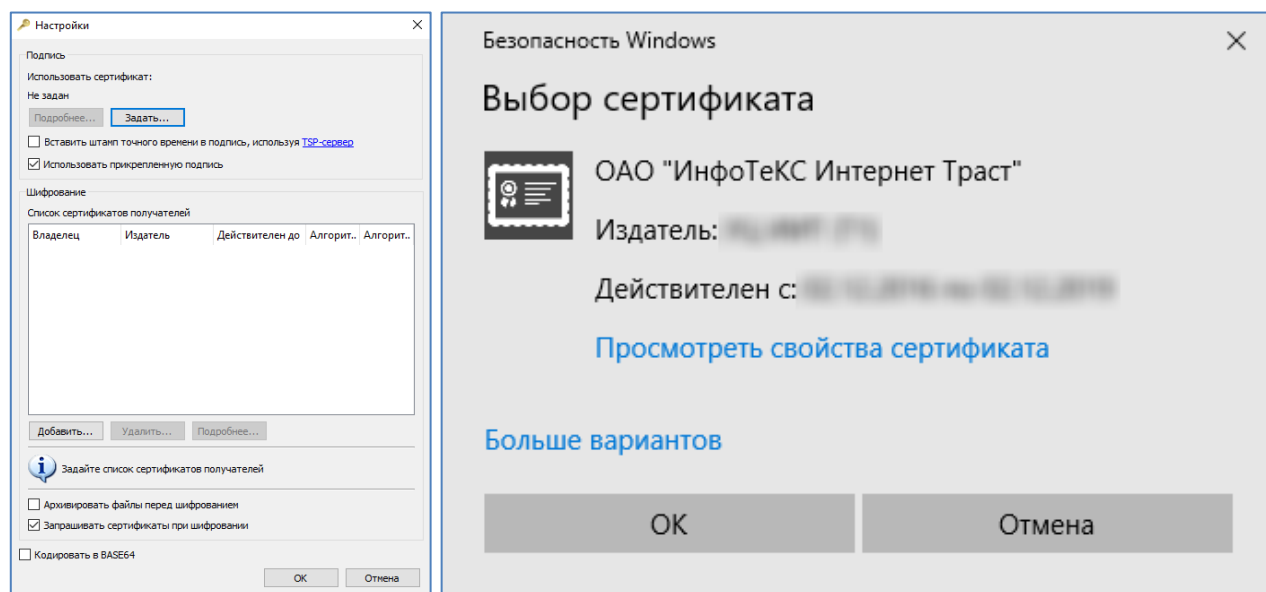 Настройки
Подпись
Использовать сертификат:
Не задан
Подробнее... Задать...
Вставить штамп точного времени в подпись, используя TSP-сервер
Использовать прикрепленную подпись
Шифрование
Список сертификатов получателей
Владелец Издатель Действителен до Алгорит.. Алгорит..
Добавить... Удалить... Подробнее...
Задайте список сертификатов получателей
Архивировать файлы перед шифрованием
Запрашивать сертификаты при шифровании
Кодировать в BASE64
ОК Отмена
Безопасность Windows
Выбор сертификата
ОАО "ИнфоТеКС Интернет Траст"
Издатель:
Действителен с:
Просмотреть свойства сертификата
Больше вариантов
ОК Отмена